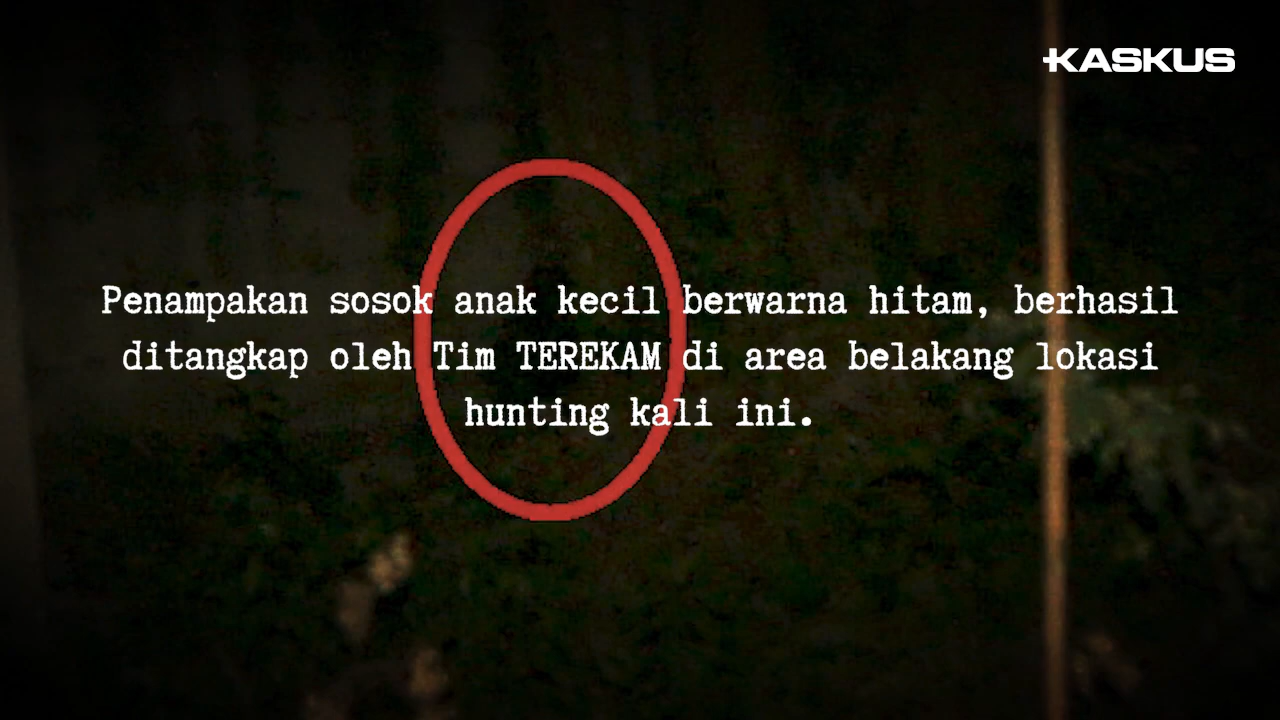 KASKUS
Penampakan sosok anak kecil berwarna hitam, berhasil
ditangkap oleh Tim TEREKAM di area belakang lokasi
hunting kali ini.